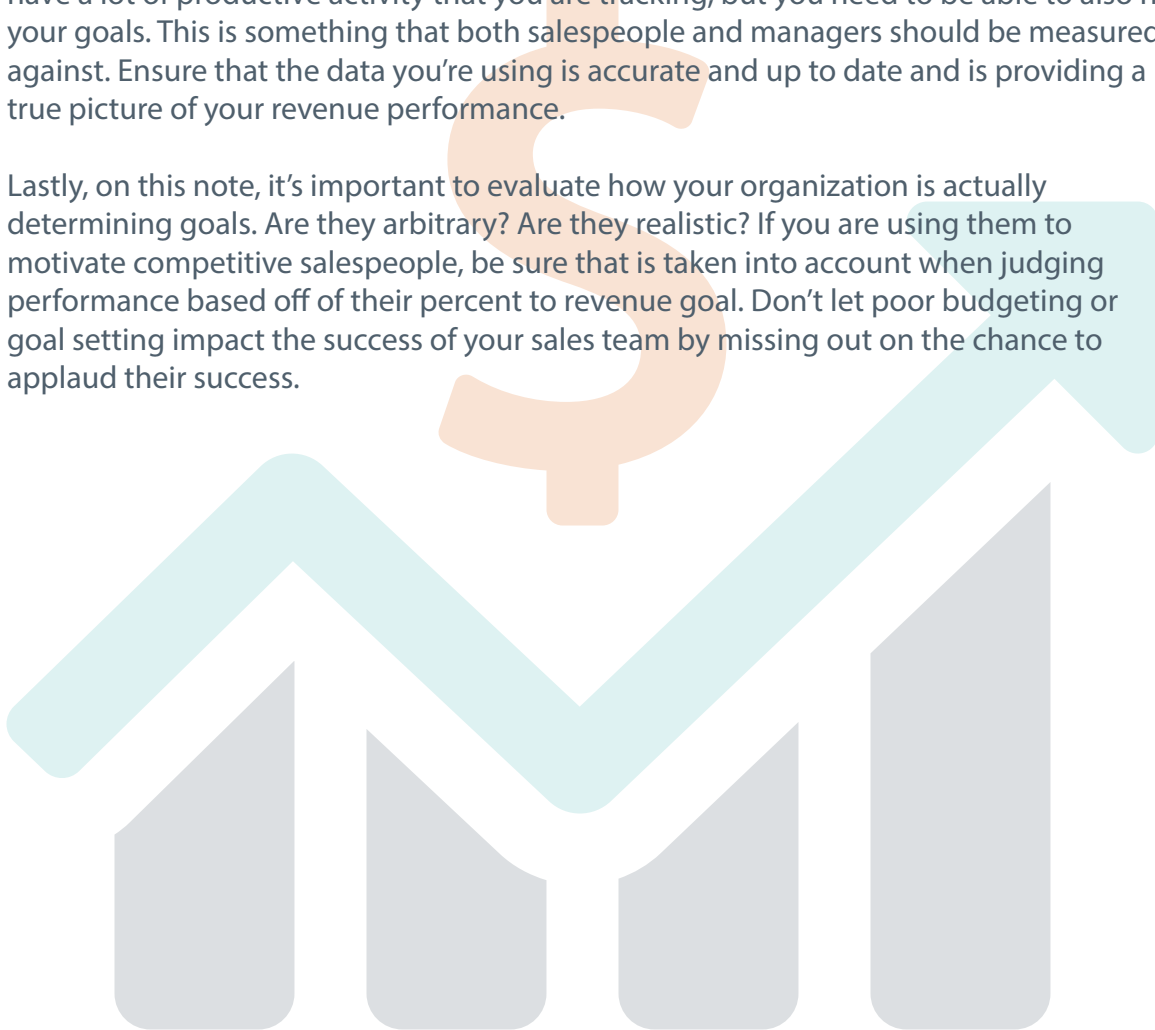 have a lot of productive activity that you are tracking, but you need to be able to also
your goals. This is something that both salespeople and managers should be measured
against. Ensure that the data you’re using is accurate and up to date and is providing a
true picture of your revenue performance.
Lastly, on this note, it’s important to evaluate how your organization is actually
determining goals. Are they arbitrary? Are they realistic? If you are using them to
motivate competitive salespeople, be sure that is taken into account when judging
performance based off of their percent to revenue goal. Don’t let poor budgeting or
goal setting impact the success of your sales team by missing out on the chance to
applaud their success.